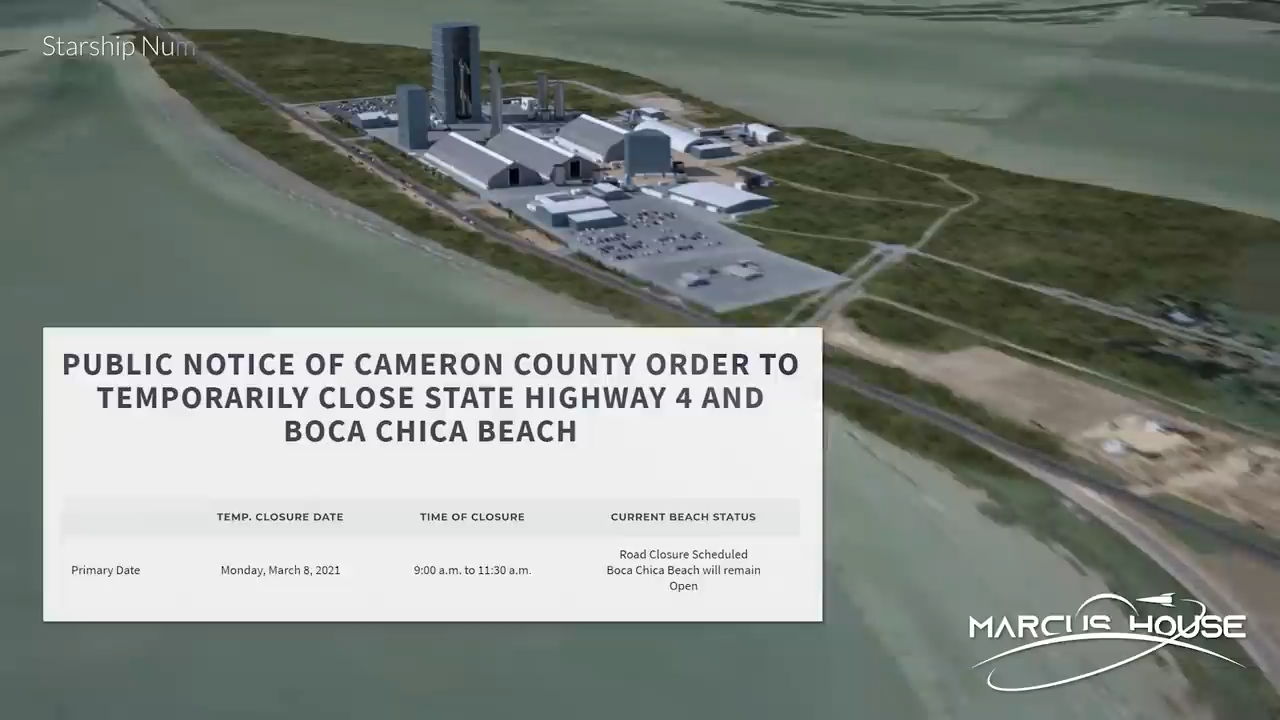 Starship Num
PUBLIC NOTICE OF CAMERON COUNTY ORDER TO
TEMPORARILY CLOSE STATE HIGHWAY 4 AND
BOCA CHICA BEACH
TEMP. CLOSURE DATE TIME OF CLOSURE CURRENT BEACH STATUS
Primary Date Monday, March 8, 2021 9:00 a.m. to 11:30 a.m. Road Closure Scheduled
Boca Chica Beach will remain
Open
MARCUS HOUSE